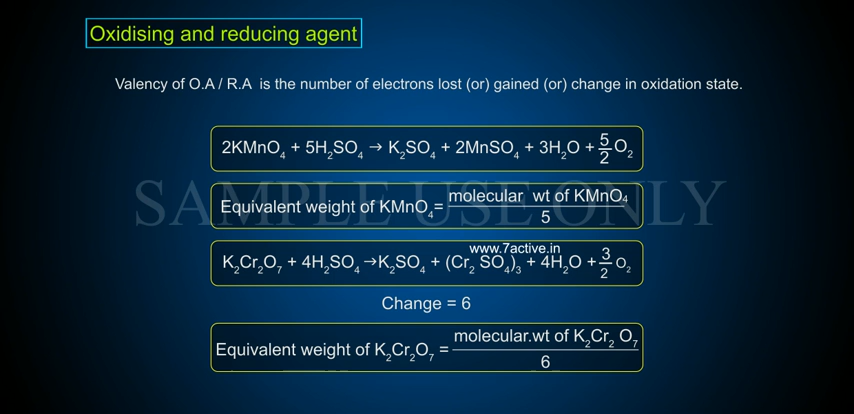 Oxidising and reducing agent
Valency of O.A / R.A is the number of electrons lost (or) gained (or) change in oxidation state.
2KMnO₄ + 5H₂SO₄ → K₂SO₄ + 2MnSO₄ + 3H₂O + 5/2 O₂
SAMPLE USE ONLY
Equivalent weight of KMnO₄= molecular wt of KMnO₄ / 5
www.7active.in
K₂Cr₂O₇ + 4H₂SO₄ →K₂SO₄ + (Cr₂ SO₄)₃ + 4H₂O + 3/2 O₂
Change = 6
Equivalent weight of K₂Cr₂O₇ = molecular.wt of K₂Cr₂ O₇ / 6